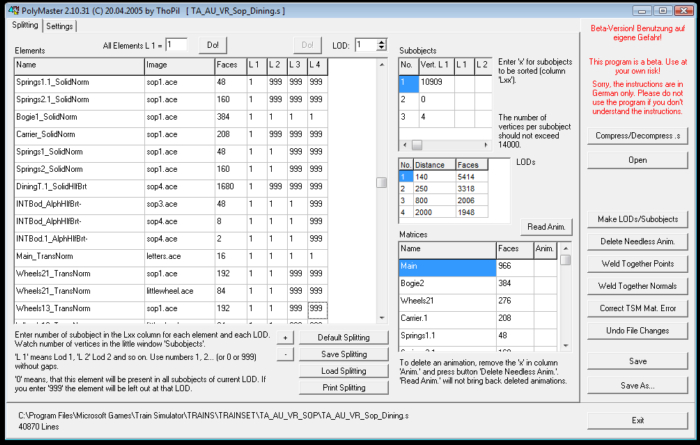 PolyMaster 2.10.31 (C) 20.04.2005 by ThoPil [ TA_AU_VR_Sop_Dining.s ]
Splitting Settings
Elements All Elements L 1 = 1 Do! Do! LOD: 1
Name Image Faces L 1 L 2 L 3 L 4
Springs1.1_SolidNorm sop1.ace 48 1 999 999 999
Springs2.1_SolidNorm sop1.ace 160 1 999 999 999
Bogie1_SolidNorm sop1.ace 384 1 1 1 1
Carrier_SolidNorm sop1.ace 208 1 999 999 999
Springs1_SolidNorm sop1.ace 48 1 1 999 999
Springs2_SolidNorm sop1.ace 160 1 1 999 999
DiningT.1_SolidHlfBrt sop4.ace 1680 1 999 999 999
INTBod_AlphHlfBrt- sop3.ace 48 1 1 1 999
INTBod_AlphHlfBrt- sop4.ace 8 1 1 1 999
INTBod.1_AlphHlfBrt- sop4.ace 2 1 1 1 999
Main_TransNorm letters.ace 16 1 1 1 1
Wheels21_TransNorm sop1.ace 192 1 1 999 999
Wheels21_TransNorm littlewheel.ace 84 1 1 999 999
Wheels13_TransNorm sop1.ace 192 1 1 999 999
Enter number of subobject in the Lxx column for each element and each LOD.
Watch number of vertices in the little window 'Subobjects'.
'L 1' means Lod 1, 'L 2' Lod 2 and so on. Use numbers 1, 2... (or 0 or 999)
without gaps.
'0' means, that this element will be present in all subobjects of current LOD. If
you enter '999' the element will be left out at that LOD.
+
-
Default Splitting
Save Splitting
Load Splitting
Print Splitting
Subobjects
No. Vert. L 1 L 1 L 2
1 10909
2 0
3 4
Enter 'x' for subobjects
to be sorted (column
'Lxx').
The number of
vertices per subobject
should not exceed
14000.
No. Distance Faces
1 140 5414
2 250 3318
3 800 2006
4 2000 1948
LODs
Read Anim.
Matrices
Name Faces Anim.
Main 966
Bogie2 384
Wheels21 276
Carrier.1 208
Springs1.1 48
To delete an animation, remove the 'x' in column
'Anim.' and press button 'Delete Needless Anim.'.
'Read Anim.' will not bring back deleted animations.
Beta-Version! Benutzung auf
eigene Gefahr!
This program is a beta. Use at
your own risk!
Sorry, the instructions are in
German only. Please do not
use the program if you don't
understand the instructions.
Compress/Decompress .s
Open
Make LODs/Subobjects
Delete Needless Anim.
Weld Together Points
Weld Together Normals
Correct TSM Mat. Error
Undo File Changes
Save
Save As...
Exit
C:\Program Files\Microsoft Games\Train Simulator\TRAINS\TRAINSET\TA_AU_VR_SOP\TA_AU_VR_Sop_Dining.s
40870 Lines